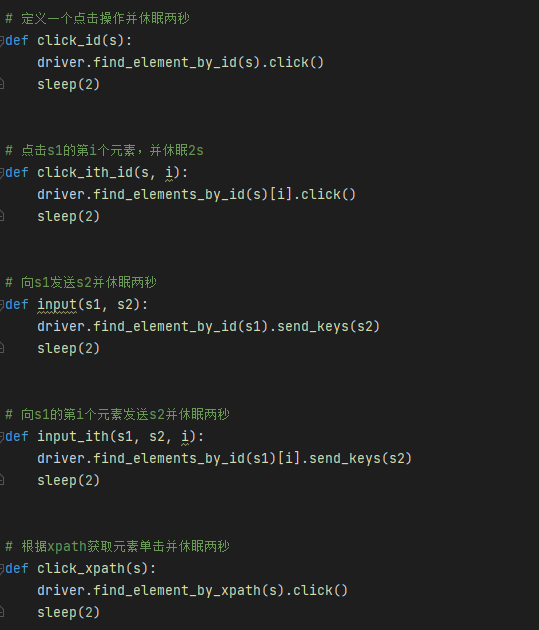 # 定义一个点击操作并休眠两秒
def click_id(s):
    driver.find_element_by_id(s).click()
    sleep(2)
# 点击s1的第i个元素，并休眠2s
def click_ith_id(s, i):
    driver.find_elements_by_id(s)[i].click()
    sleep(2)
# 向s1发送s2并休眠两秒
def input(s1, s2):
    driver.find_element_by_id(s1).send_keys(s2)
    sleep(2)
# 向s1的第i个元素发送s2并休眠两秒
def input_ith(s1, s2, i):
    driver.find_elements_by_id(s1)[i].send_keys(s2)
    sleep(2)
# 根据xpath获取元素单击并休眠两秒
def click_xpath(s):
    driver.find_element_by_xpath(s).click()
    sleep(2)